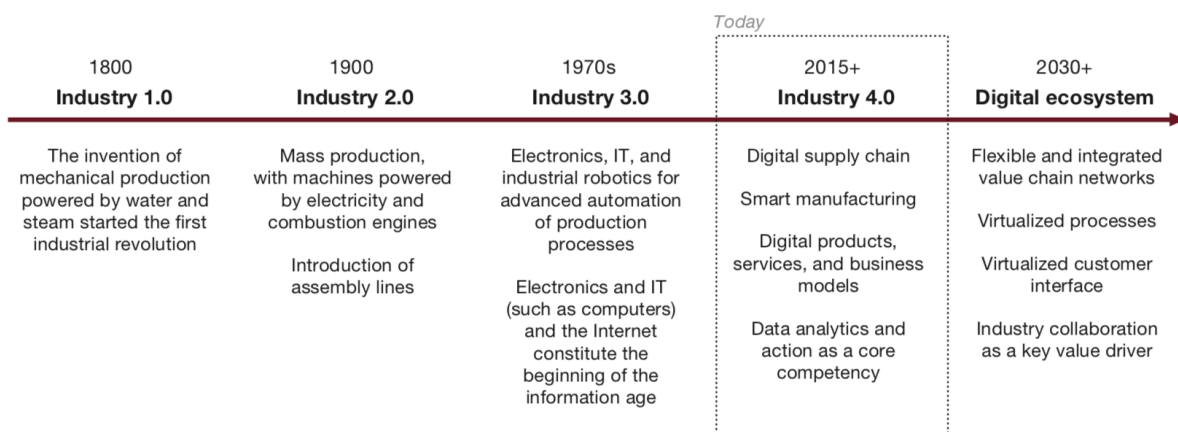 Today
1800
Industry 1.0
The invention of
mechanical production
powered by water and
steam started the first
industrial revolution
1900
Industry 2.0
Mass production,
with machines powered
by electricity and
combustion engines
Introduction of
assembly lines
1970s
Industry 3.0
Electronics, IT, and
industrial robotics for
advanced automation
of production
processes
Electronics and IT
(such as computers)
and the Internet
constitute the
beginning of the
information age
2015+
Industry 4.0
Digital supply chain
Smart manufacturing
Digital products,
services, and business
models
Data analytics and
action as a core
competency
2030+
Digital ecosystem
Flexible and integrated
value chain networks
Virtualized processes
Virtualized customer
interface
Industry collaboration
as a key value driver